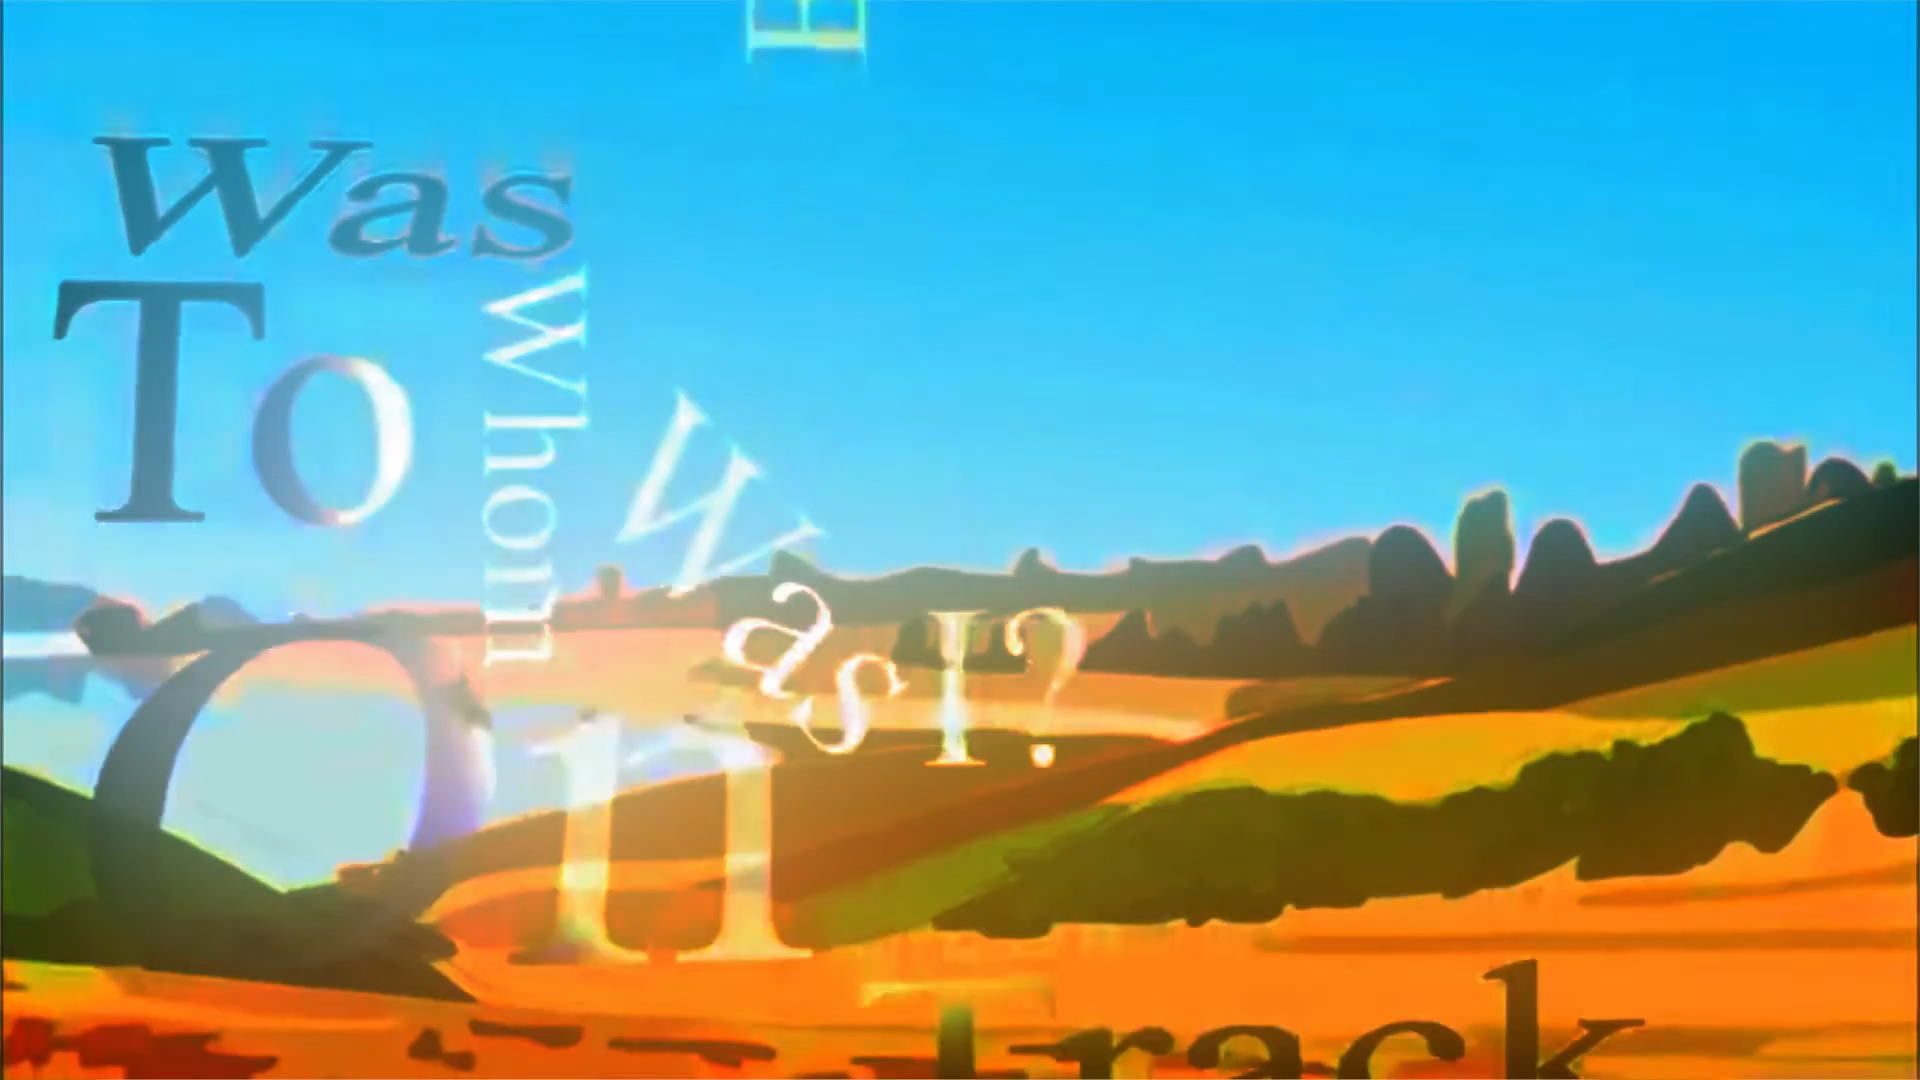 Was
To
Whom
Was I?
On
Track